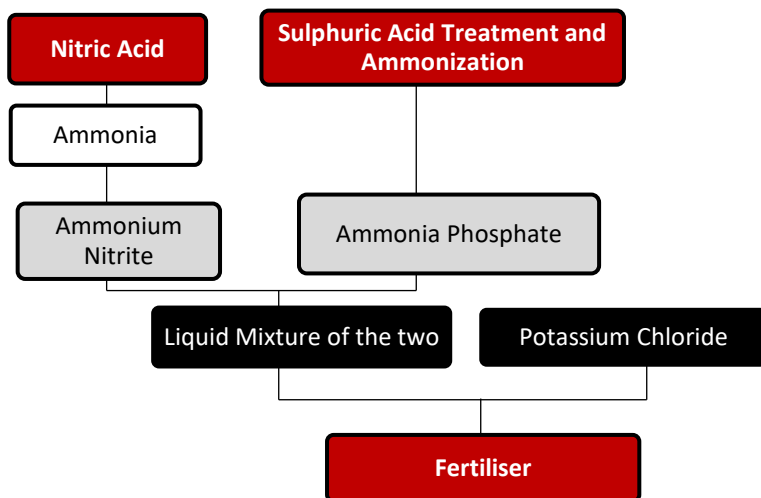 Nitric Acid
Sulphuric Acid Treatment and
Ammonization
Ammonia
Ammonium
Nitrite
Ammonia Phosphate
Liquid Mixture of the two
Potassium Chloride
Fertiliser